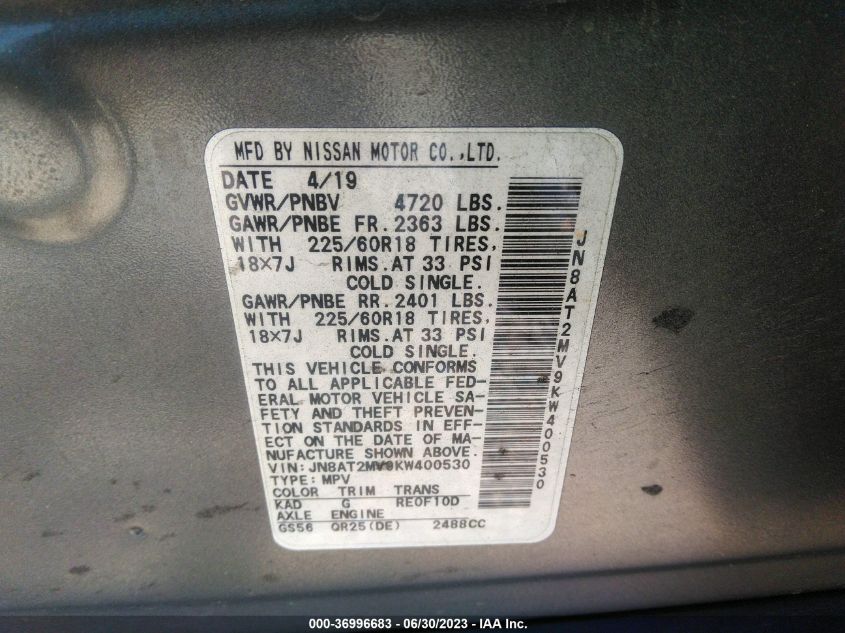 MFD BY NISSAN MOTOR CO.,LTD.
DATE 4/19
GVWR/PNBV 4720 LBS.
GAWR/PNBE FR. 2363 LBS.
WITH 225/60R18 TIRES,
18×7J RIMS.AT 33 PSI
COLD SINGLE.
GAWR/PNBE RR. 2401 LBS.
WITH 225/60R18 TIRES,
18×7J RIMS.AT 33 PSI
COLD SINGLE.
THIS VEHICLE CONFORMS
TO ALL APPLICABLE FED-
ERAL MOTOR VEHICLE SA-
FETY AND THEFT PREVEN-
TION STANDARDS IN EFF-
ECT ON THE DATE OF MA-
NUFACTURE SHOWN ABOVE.
VIN: JN8AT2MV9KW400530
TYPE: MPV
COLOR TRIM TRANS
KAD G RE0F10D
AXLE ENGINE
GS56 QR25(DE) 2488CC
JN8AT2MV9KW400530
000-36996683 - 06/30/2023 - IAA Inc.